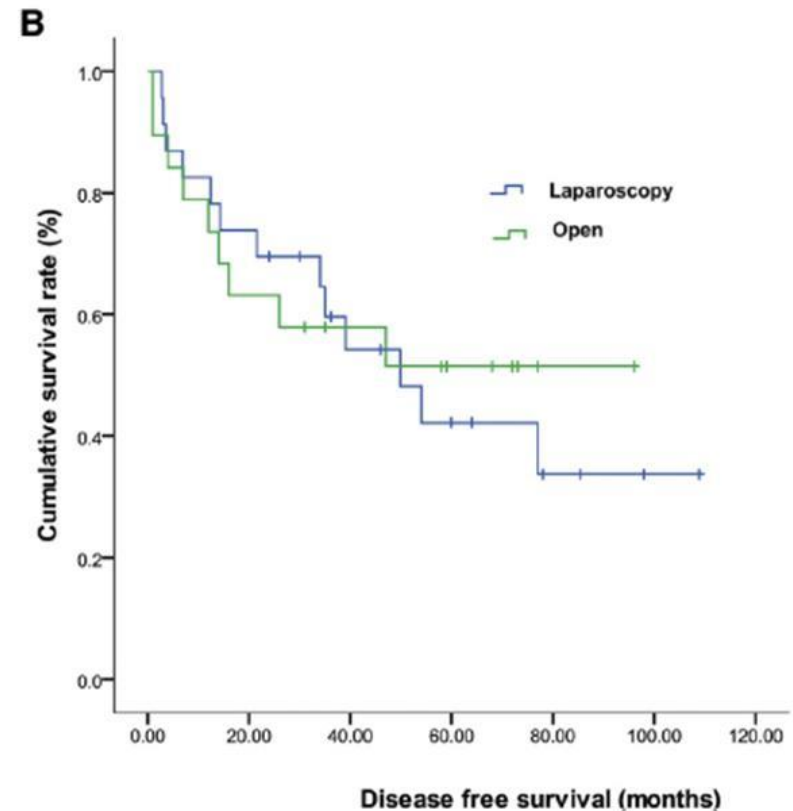 B
Cumulative survival rate (%)
1.0
0.8
0.6
0.4
0.2
0.0
Laparoscopy
Open
0.00 20.00 40.00 60.00 80.00 100.00 120.00
Disease free survival (months)